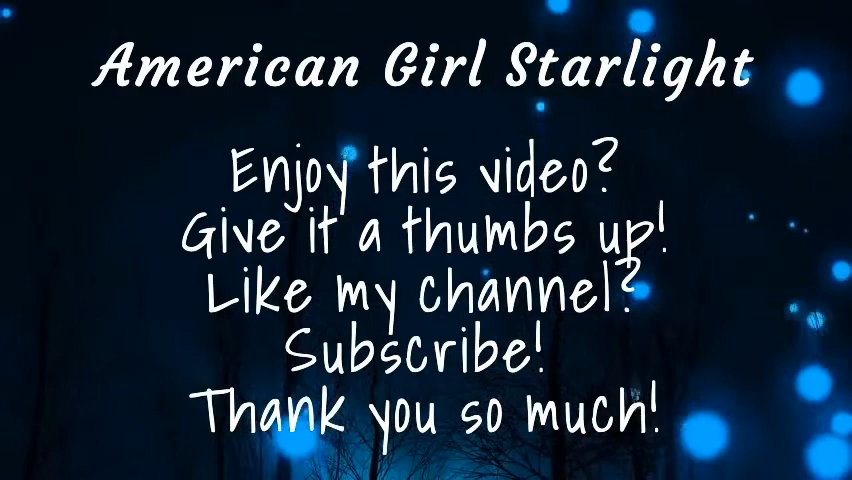 American Girl Starlight
Enjoy this video?
Give it a thumbs up!
Like my channel?
Subscribe!
Thank you so much!